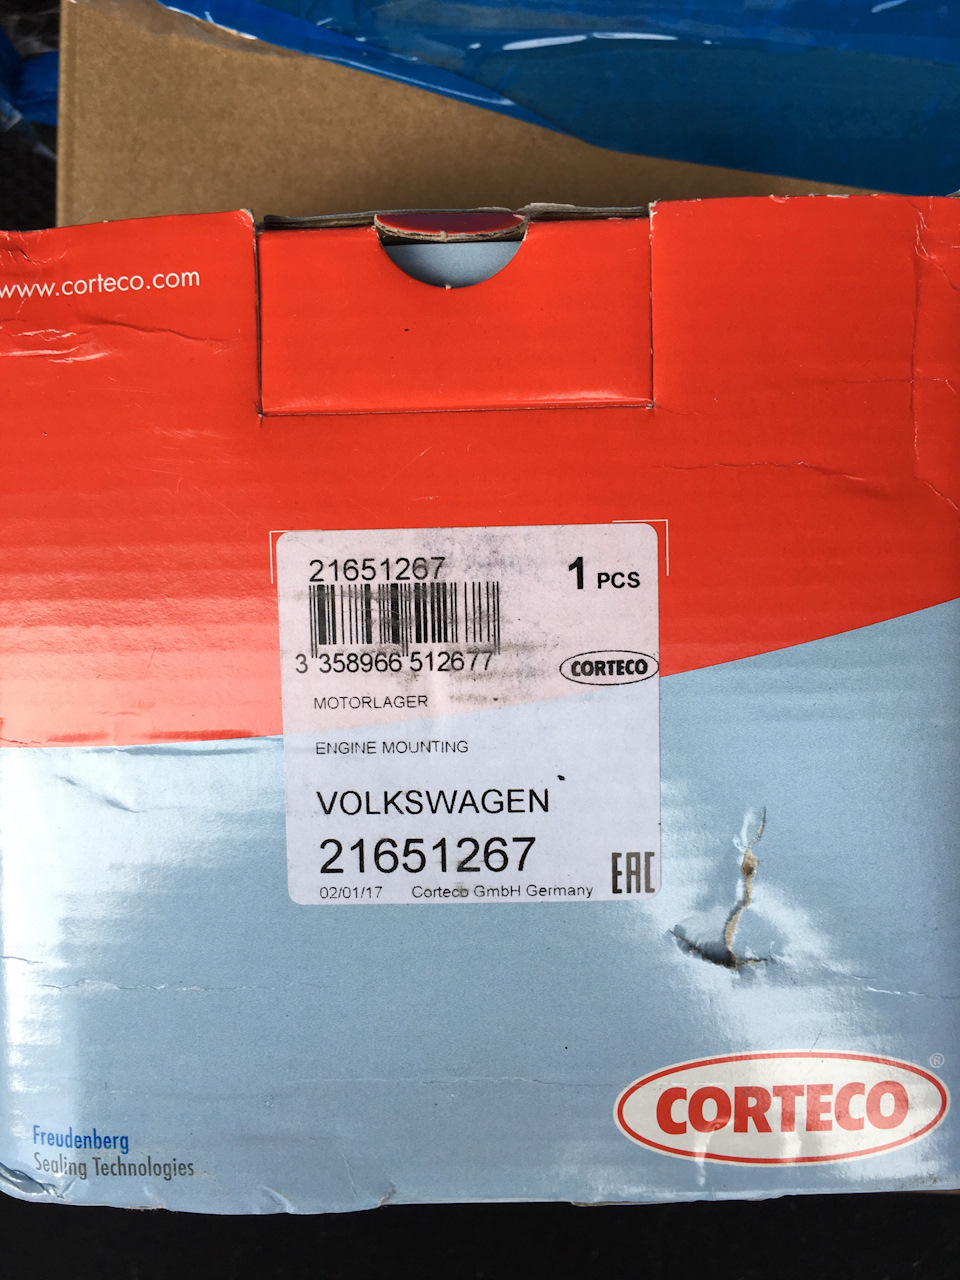 www.corteco.com
21651267
1 PCS
3 358966 512677
CORTECO
MOTORLAGER
ENGINE MOUNTING
VOLKSWAGEN
21651267
02/01/17 Corteco GmbH Germany
EAC
CORTECO®
Freudenberg
Sealing Technologies